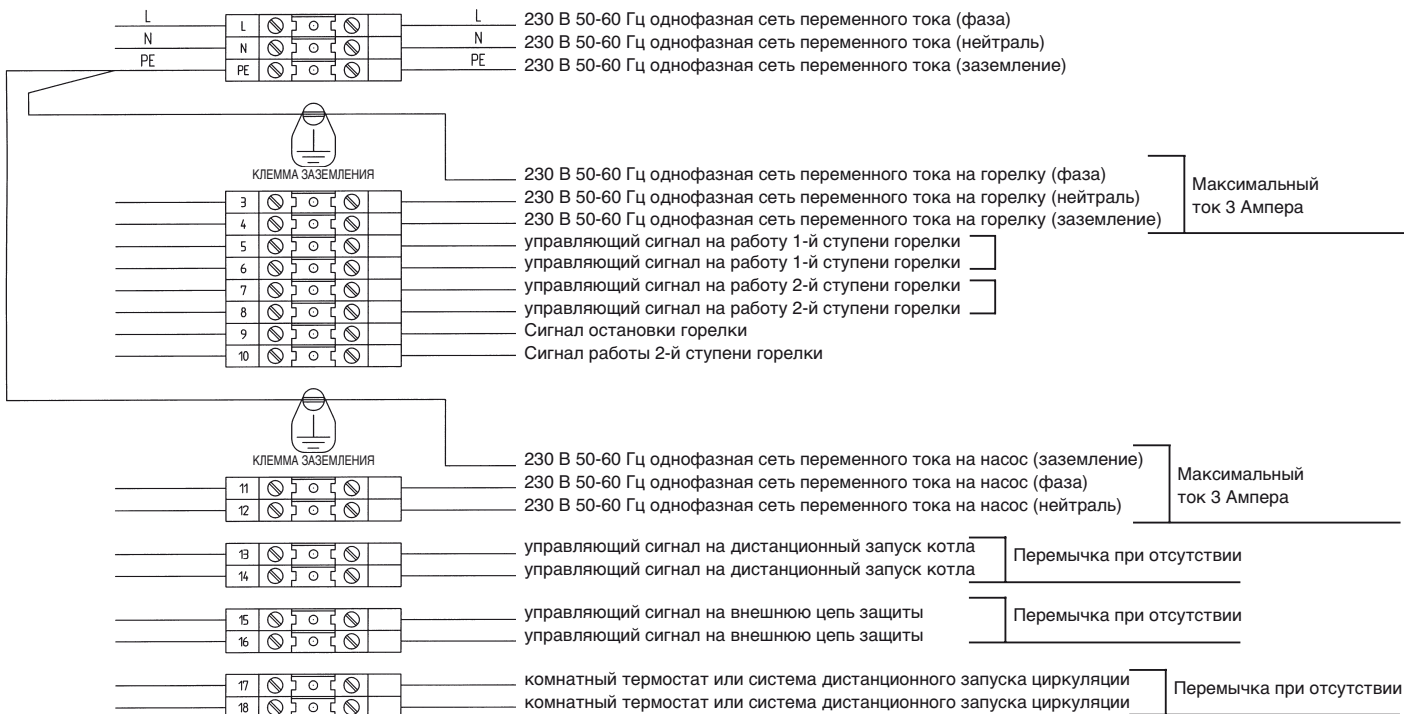 L L 230 В 50-60 Гц однофазная сеть переменного тока (фаза)
N N N 230 В 50-60 Гц однофазная сеть переменного тока (нейтраль)
PE PE PE 230 В 50-60 Гц однофазная сеть переменного тока (заземление)
L
КЛЕММА ЗАЗЕМЛЕНИЯ
230 В 50-60 Гц однофазная сеть переменного тока на горелку (фаза)
3 230 В 50-60 Гц однофазная сеть переменного тока на горелку (нейтраль)
4 230 В 50-60 Гц однофазная сеть переменного тока на горелку (заземление)
Максимальный
ток 3 Ампера
5 управляющий сигнал на работу 1-й ступени горелки
6 управляющий сигнал на работу 1-й ступени горелки
7 управляющий сигнал на работу 2-й ступени горелки
8 управляющий сигнал на работу 2-й ступени горелки
9 Сигнал остановки горелки
10 Сигнал работы 2-й ступени горелки
КЛЕММА ЗАЗЕМЛЕНИЯ
230 В 50-60 Гц однофазная сеть переменного тока на насос (заземление)
11 230 В 50-60 Гц однофазная сеть переменного тока на насос (фаза)
12 230 В 50-60 Гц однофазная сеть переменного тока на насос (нейтраль)
Максимальный
ток 3 Ампера
13 управляющий сигнал на дистанционный запуск котла
14 управляющий сигнал на дистанционный запуск котла
Перемычка при отсутствии
15 управляющий сигнал на внешнюю цепь защиты
16 управляющий сигнал на внешнюю цепь защиты
Перемычка при отсутствии
17 комнатный термостат или система дистанционного запуска циркуляции
18 комнатный термостат или система дистанционного запуска циркуляции
Перемычка при отсутствии